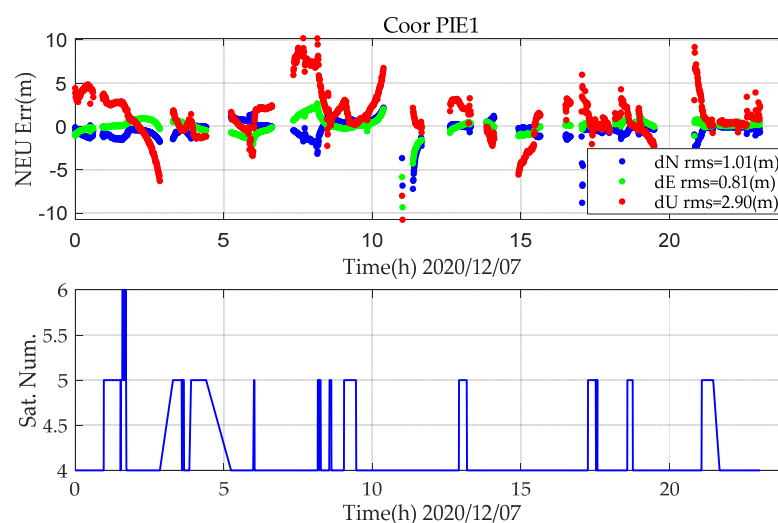 Coor PIE1
10
5
0
-5
-10
NEU Err(m)
dN rms=1.01(m)
dE rms=0.81(m)
dU rms=2.90(m)
0 5 10 15 20
Time(h) 2020/12/07
6
5.5
5
4.5
4
Sat. Num.
0 5 10 15 20
Time(h) 2020/12/07